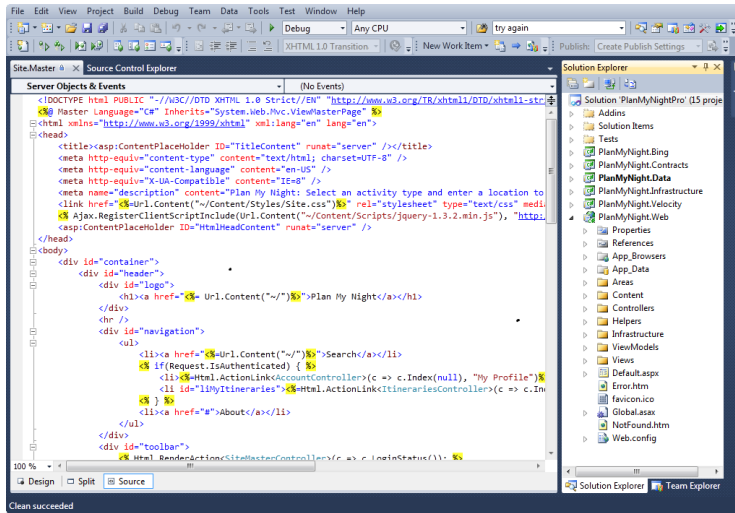 File Edit View Project Build Debug Team Data Tools Test Window Help
Debug Any CPU try again
XHTML 1.0 Transition New Work Item Publish: Create Publish Settings
Site.Master Source Control Explorer
Server Objects & Events (No Events)
<!DOCTYPE html PUBLIC "-//W3C//DTD XHTML 1.0 Strict//EN" "http://www.w3.org/TR/xhtml1/DTD/xhtml1-str
<%@ Master Language="C#" Inherits="System.Web.Mvc.ViewMasterPage" %>
<html xmlns="http://www.w3.org/1999/xhtml" xml:lang="en" lang="en">
<head>
<title><asp:ContentPlaceHolder ID="TitleContent" runat="server" /></title>
<meta http-equiv="content-type" content="text/html; charset=UTF-8" />
<meta http-equiv="content-language" content="en-US" />
<meta http-equiv="X-UA-Compatible" content="IE=8" />
<meta name="description" content="Plan My Night: Select an activity type and enter a location to
<link href="<%=Url.Content("~/Content/Styles/Site.css")%>" rel="stylesheet" type="text/css" medi
<% Ajax.RegisterClientScriptInclude(Url.Content("~/Content/Scripts/jquery-1.3.2.min.js"), "http:
<asp:ContentPlaceHolder ID="HtmlHeadContent" runat="server" />
</head>
<body>
<div id="container">
<div id="header">
<div id="logo">
<h1><a href="<%= Url.Content("~/")%>">Plan My Night</a></h1>
</div>
<hr />
<div id="navigation">
<ul>
<li><a href="<%=Url.Content("~/")%>">Search</a></li>
<% if(Request.IsAuthenticated) { %>
<li><%=Html.ActionLink<AccountController>(c => c.Index(null), "My Profile")%
<li id="liMyItineraries"><%=Html.ActionLink<ItinerariesController>(c => c.In
<% } %>
<li><a href="#">About</a></li>
</ul>
</div>
<div id="toolbar">
<% Html.RenderAction<SiteMasterController>(c => c.LoginStatus()); %>
100 %
Design Split Source
Clean succeeded
Solution Explorer
Solution 'PlanMyNightPro' (15 proje
Addins
Solution Items
Tests
PlanMyNight.Bing
PlanMyNight.Contracts
PlanMyNight.Data
PlanMyNight.Infrastructure
PlanMyNight.Velocity
PlanMyNight.Web
Properties
References
App_Browsers
App_Data
Areas
Content
Controllers
Helpers
Infrastructure
ViewModels
Views
Default.aspx
Error.htm
favicon.ico
Global.asax
NotFound.htm
Web.config
Solution Explorer Team Explorer